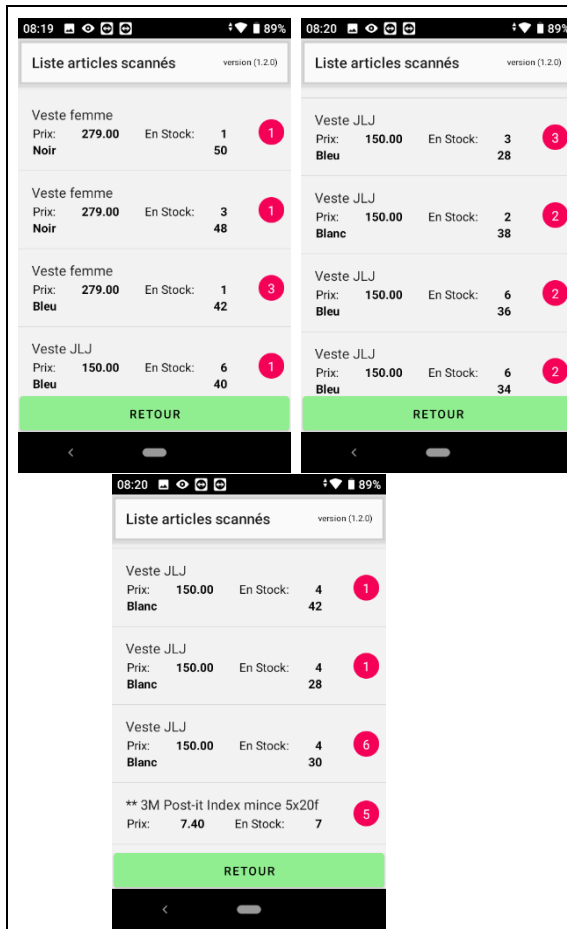 08:19 89%
Liste articles scannés version (1.2.0)
Veste femme
Prix: 279.00 En Stock: 1 1
Noir 50
Veste femme
Prix: 279.00 En Stock: 3 1
Noir 48
Veste femme
Prix: 279.00 En Stock: 1 3
Bleu 42
Veste JLJ
Prix: 150.00 En Stock: 6 1
Bleu 40
RETOUR
08:20 89%
Liste articles scannés version (1.2.0)
Veste JLJ
Prix: 150.00 En Stock: 3 3
Bleu 28
Veste JLJ
Prix: 150.00 En Stock: 2 2
Blanc 38
Veste JLJ
Prix: 150.00 En Stock: 6 2
Bleu 36
Veste JLJ
Prix: 150.00 En Stock: 6 2
Bleu 34
RETOUR
08:20 89%
Liste articles scannés version (1.2.0)
Veste JLJ
Prix: 150.00 En Stock: 4 1
Blanc 42
Veste JLJ
Prix: 150.00 En Stock: 4 1
Blanc 28
Veste JLJ
Prix: 150.00 En Stock: 4 6
Blanc 30
** 3M Post-it Index mince 5x20f
Prix: 7.40 En Stock: 7 5
RETOUR